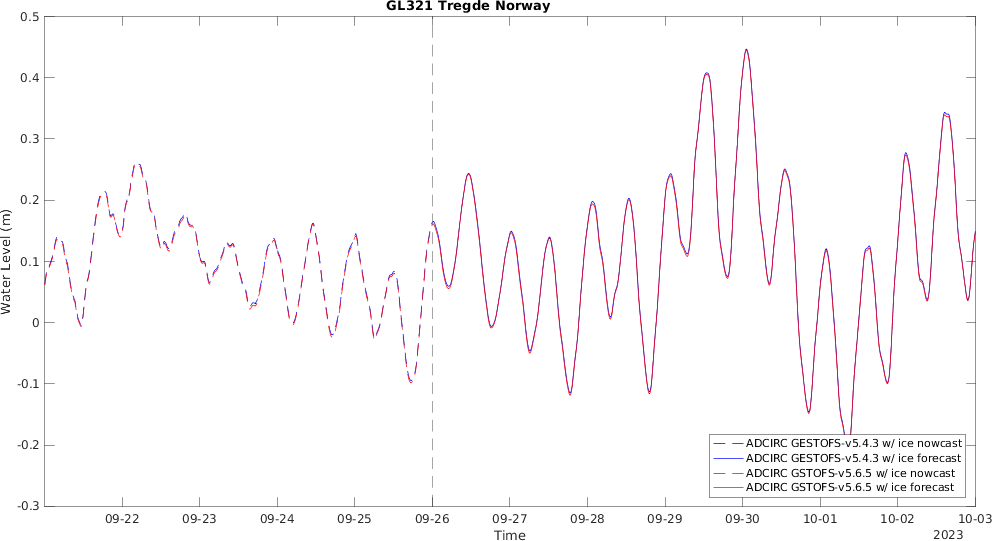 GL321 Tregde Norway
0.5
0.4
0.3
0.2
0.1
0
-0.1
-0.2
-0.3
Water Level (m)
ADCIRC GESTOFS-v5.4.3 w/ ice nowcast
ADCIRC GESTOFS-v5.4.3 w/ ice forecast
ADCIRC GSTOFS-v5.6.5 w/ ice nowcast
ADCIRC GSTOFS-v5.6.5 w/ ice forecast
09-22 09-23 09-24 09-25 09-26 09-27 09-28 09-29 09-30 10-01 10-02 10-03
Time
2023